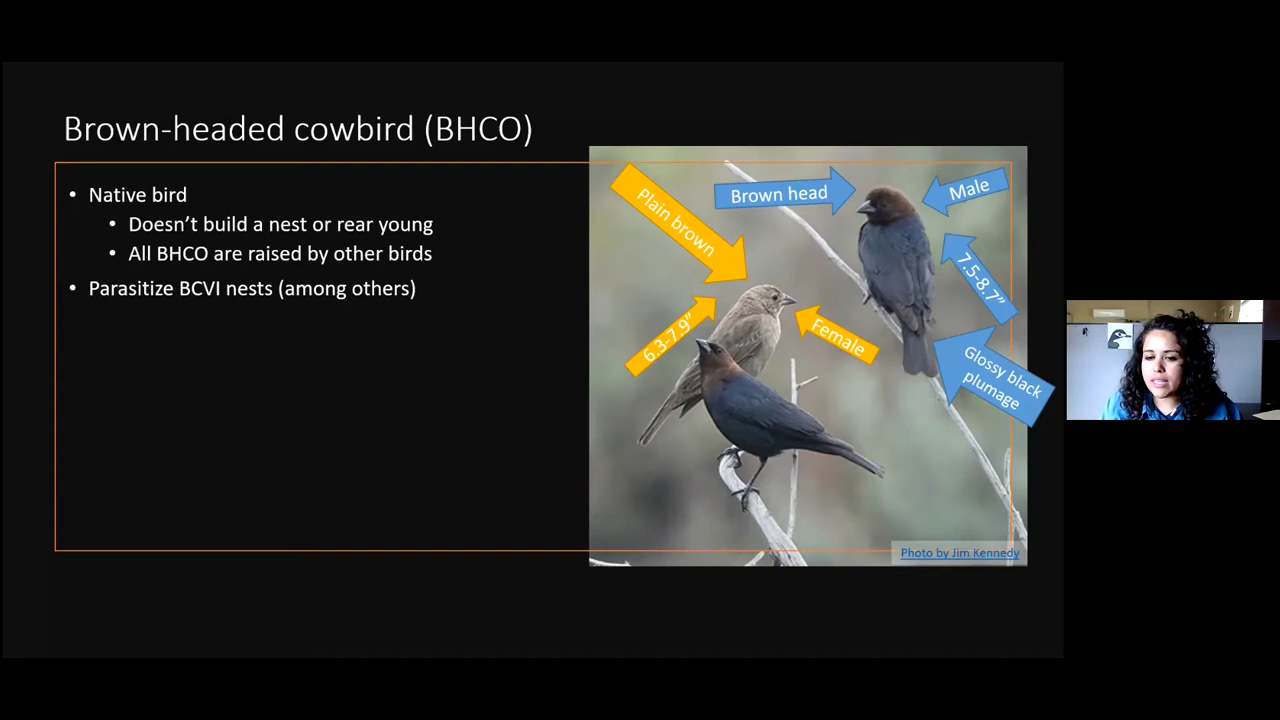 Brown-headed cowbird (BHCO)
• Native bird
• Doesn't build a nest or rear young
• All BHCO are raised by other birds
• Parasitize BCVI nests (among others)
Plain brown
Brown head
Male
7.5-8.7"
6.3-7.9"
Female
Glossy black
plumage
Photo by Jim Kennedy